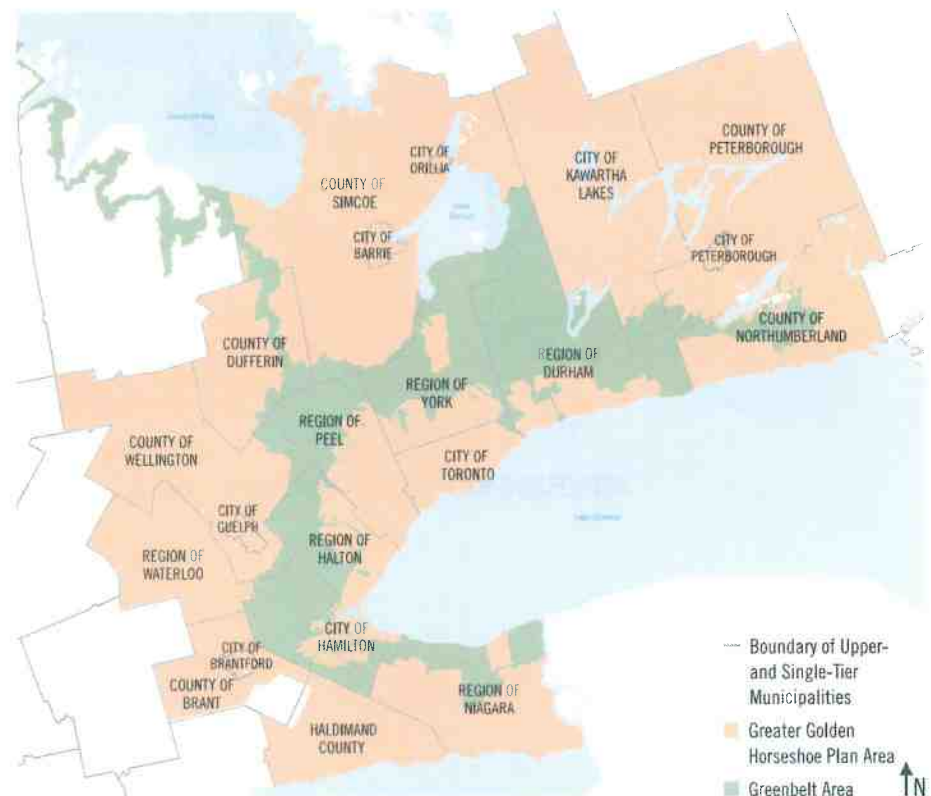 CITY OF
ORILLIA
COUNTY OF
SIMCOE
CITY OF
BARRIE
CITY OF
KAWARTHA
LAKES
COUNTY OF
PETERBOROUGH
CITY OF
PETERBOROUGH
COUNTY OF
NORTHUMBERLAND
COUNTY OF
DUFFERIN
REGION OF
DURHAM
REGION OF
YORK
REGION OF
PEEL
COUNTY OF
WELLINGTON
CITY OF
TORONTO
CITY OF
GUELPH
REGION OF
WATERLOO
REGION OF
HALTON
CITY OF
HAMILTON
CITY OF
BRANTFORD
COUNTY OF
BRANT
REGION OF
NIAGARA
HALDIMAND
COUNTY
Boundary of Upper-
and Single-Tier
Municipalities
Greater Golden
Horseshoe Plan Area
Greenbelt Area
N